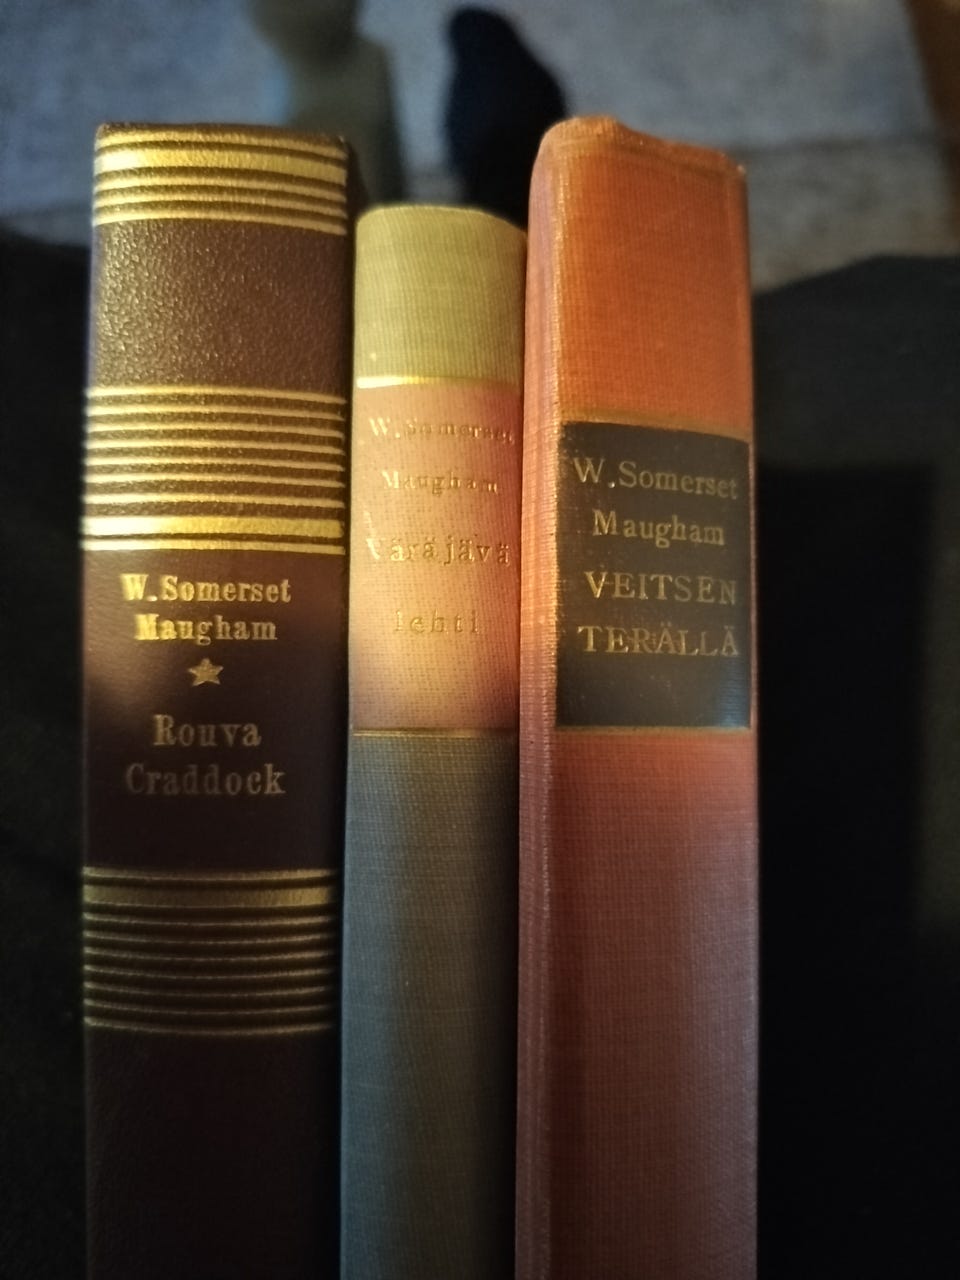 W. Somerset
Maugham
Rouva
Craddock
W. Somerset
Maugham
Väräjävä
lehti
W. Somerset
Maugham
VEITSEN
TERÄLLÄ